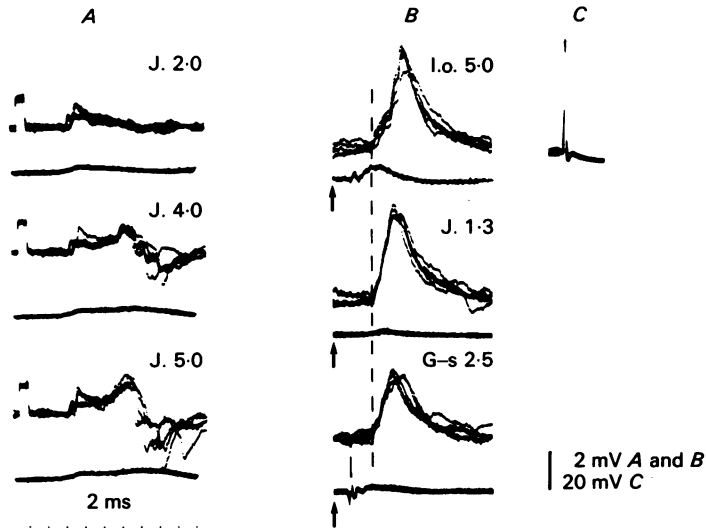 A
B
C
J. 2·0
J. 4·0
J. 5·0
2 ms
I.o. 5·0
J. 1·3
G–s 2·5
2 mV A and B
20 mV C